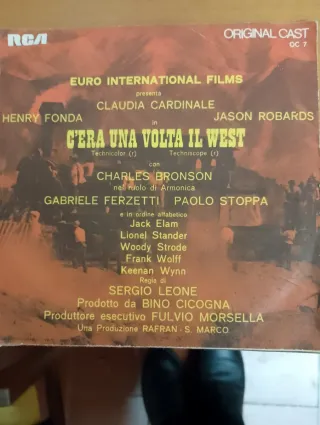 RCA
ORIGINAL CAST
OC 7
EURO INTERNATIONAL FILMS
presenta
CLAUDIA CARDINALE
HENRY FONDA
JASON ROBARDS
in
C'ERA UNA VOLTA IL WEST
Technicolor (r) Techniscope (r)
con
CHARLES BRONSON
nel ruolo di Armonica
GABRIELE FERZETTI PAOLO STOPPA
e in ordine alfabetico
Jack Elam
Lionel Stander
Woody Strode
Frank Wolff
Keenan Wynn
Regia di
SERGIO LEONE
Prodotto da BINO CICOGNA
Produttore esecutivo FULVIO MORSELLA
Una Produzione RAFRAN - S. MARCO